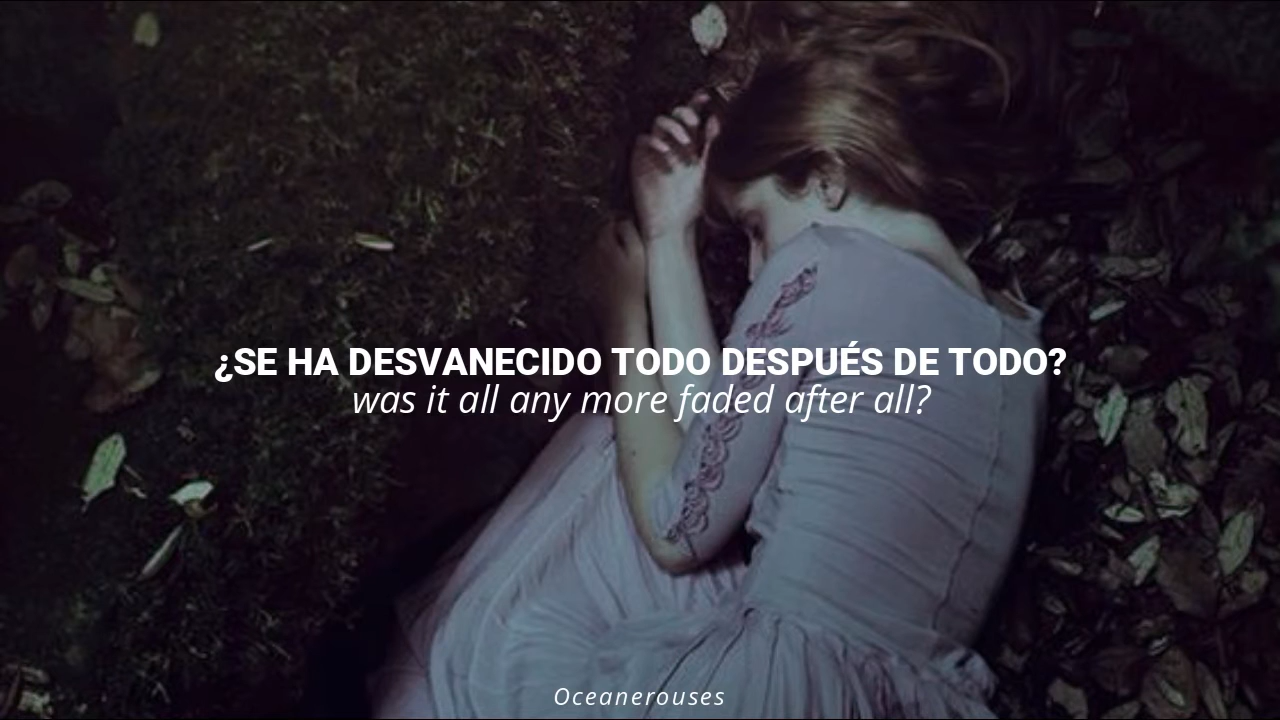 ¿SE HA DESVANECIDO TODO DESPUÉS DE TODO?
was it all any more faded after all?
Oceanerouses